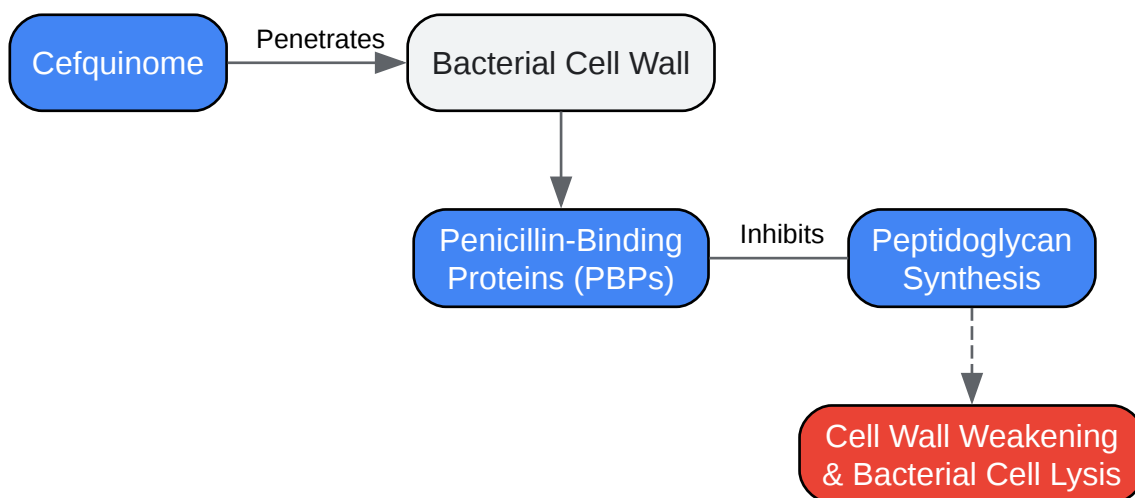 Cefquinome
Penetrates
Bacterial Cell Wall
Penicillin-Binding
Proteins (PBPs)
Inhibits
Peptidoglycan
Synthesis
Cell Wall Weakening
& Bacterial Cell Lysis